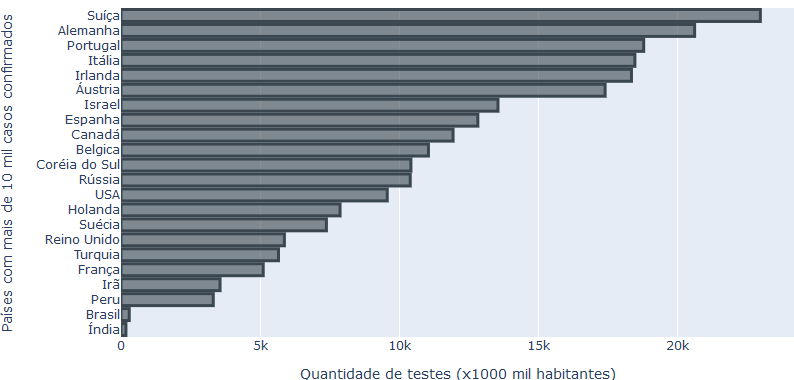 Países com mais de 10 mil casos confirmados
Suíça
Alemanha
Portugal
Itália
Irlanda
Áustria
Israel
Espanha
Canadá
Belgica
Coréia do Sul
Rússia
USA
Holanda
Suécia
Reino Unido
Turquia
França
Irã
Peru
Brasil
Índia
0 5k 10k 15k 20k
Quantidade de testes (x1000 mil habitantes)